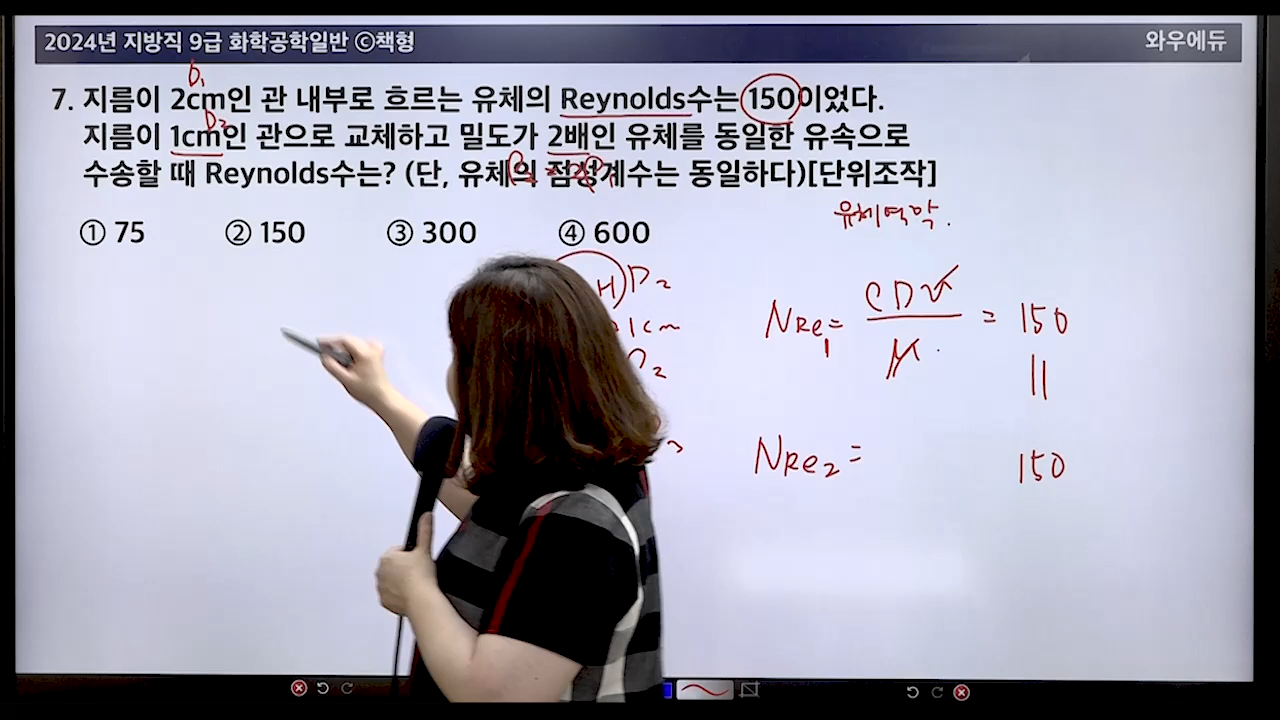 2024년 지방직 9급 화학공학일반 ⓒ책형
와우에듀
D₁
7. 지름이 2cm인 관 내부로 흐르는 유체의 Reynolds수는 150이었다.
D₂
지름이 1cm인 관으로 교체하고 밀도가 2배인 유체를 동일한 유속으로
수송할 때 Reynolds수는? (단, 유체의 점성계수는 동일하다)[단위조작]
유체역학.
① 75 ② 150 ③ 300 ④ 600
D₂
1cm
NRe₁ = ρDv/μ = 150
||
NRe₂ = 150